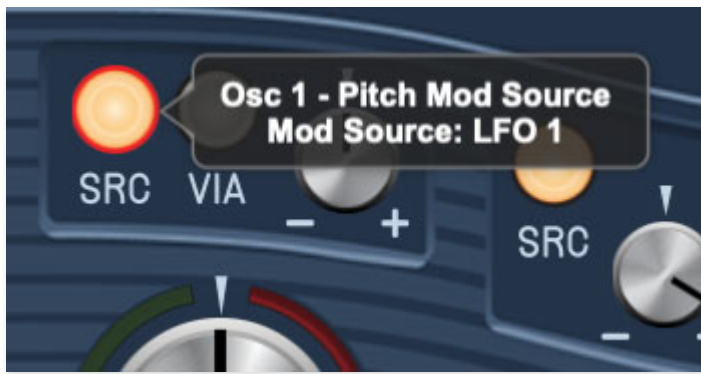 Osc 1 - Pitch Mod Source
Mod Source: LFO 1
SRC VIA
- +
SRC
-